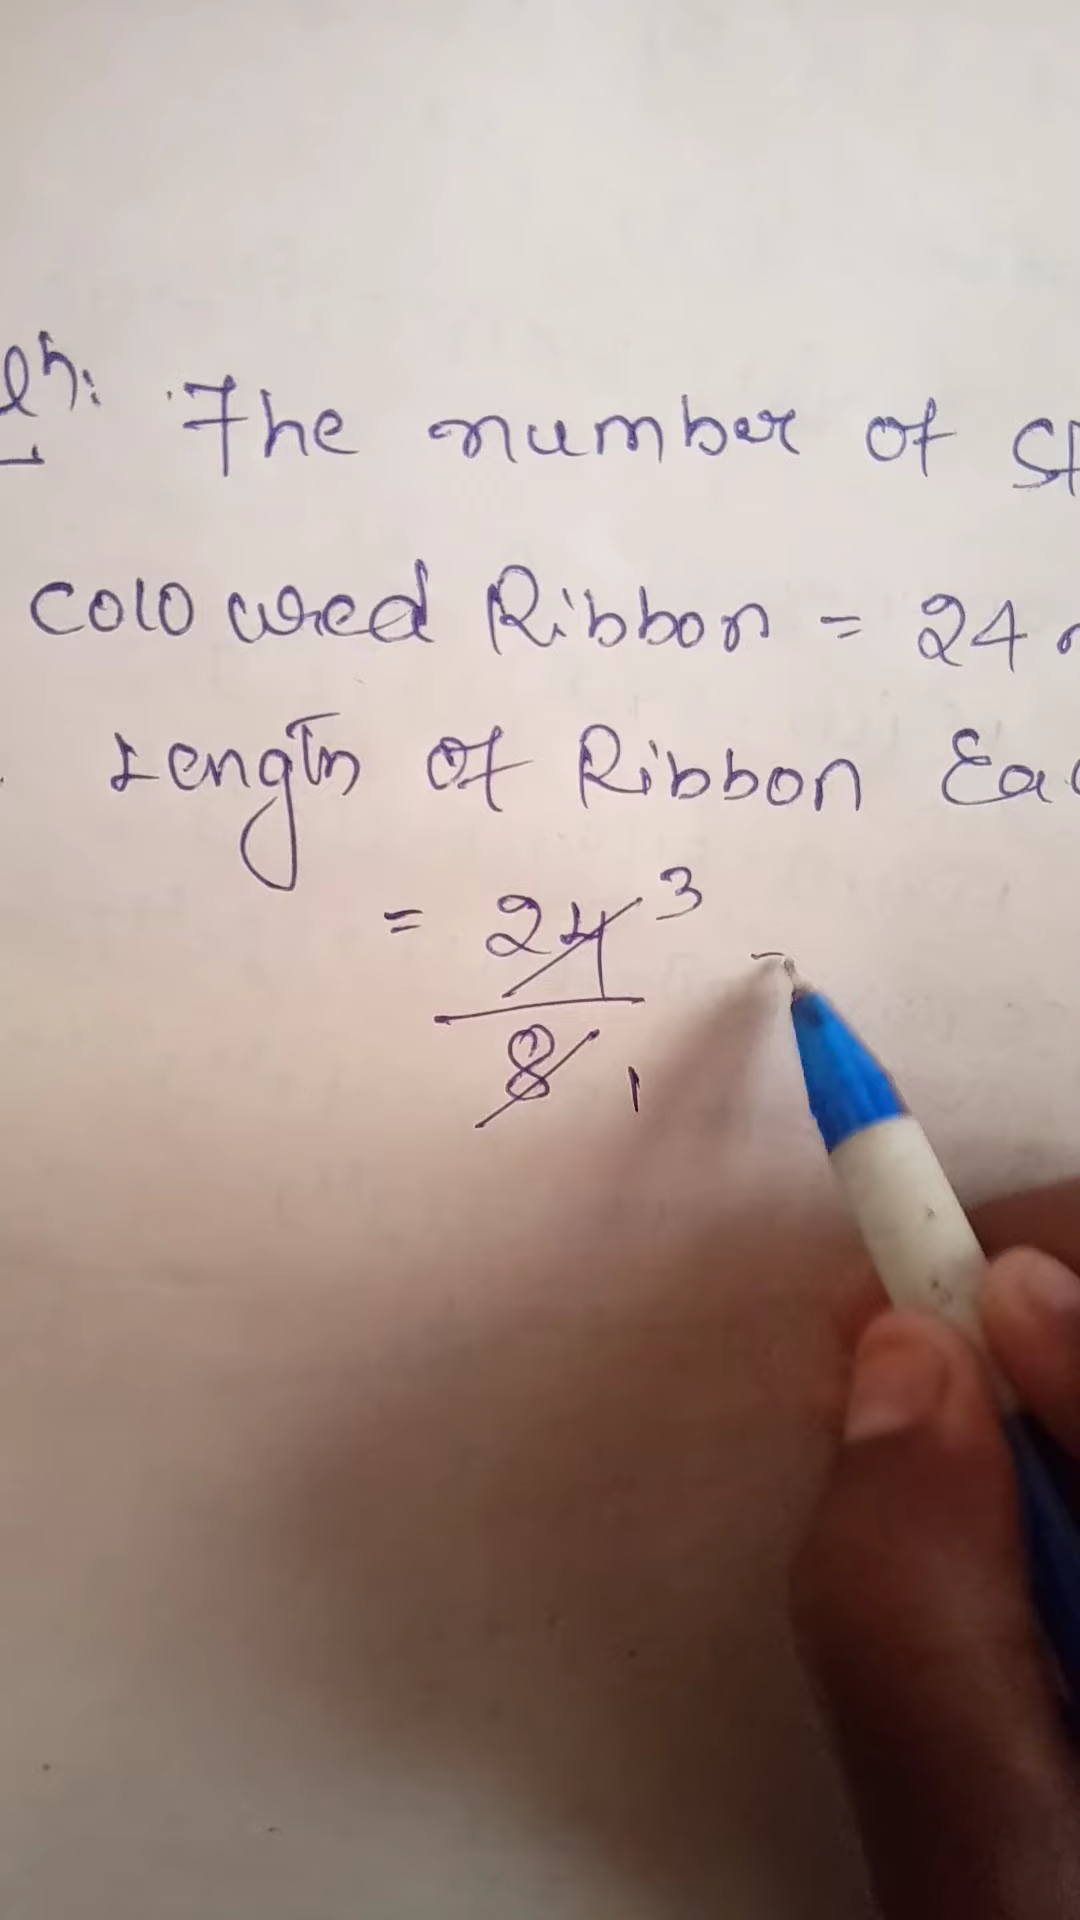 The number of
coloured Ribbon = 24
Length of Ribbon
= 24 3
8 1